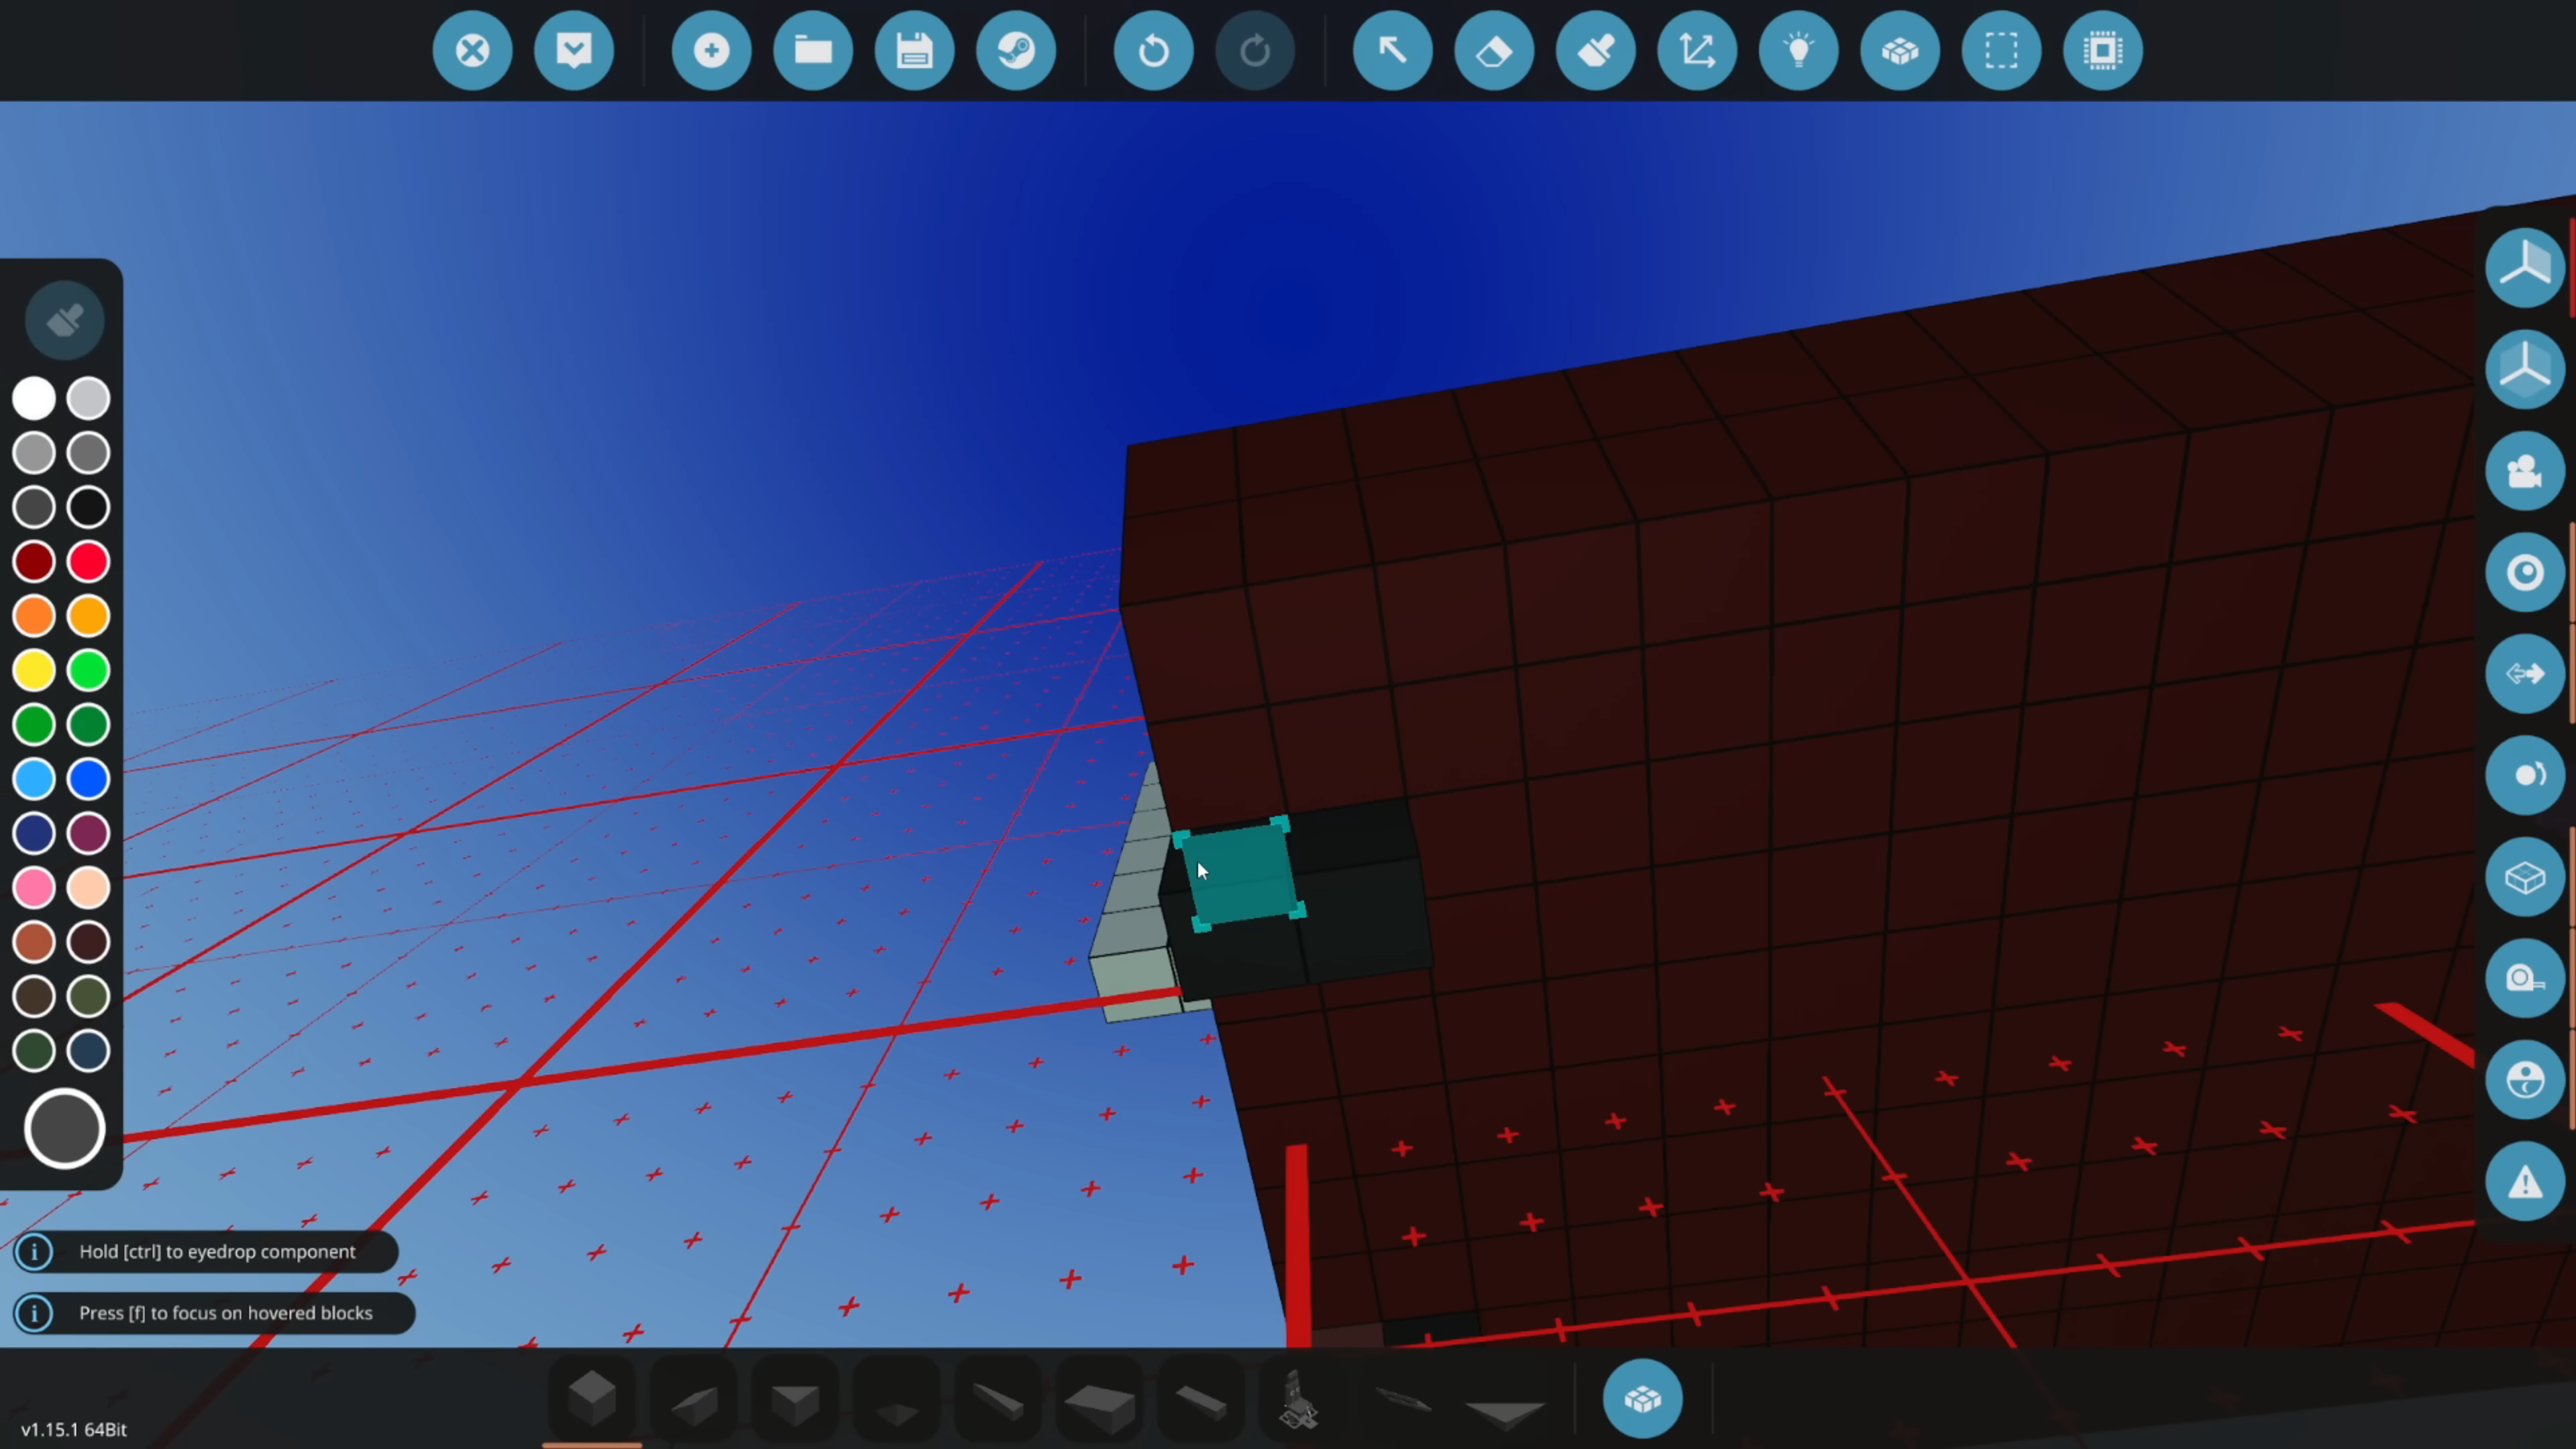 Hold [ctrl] to eyedrop component
Press [f] to focus on hovered blocks
v1.15.1 64Bit